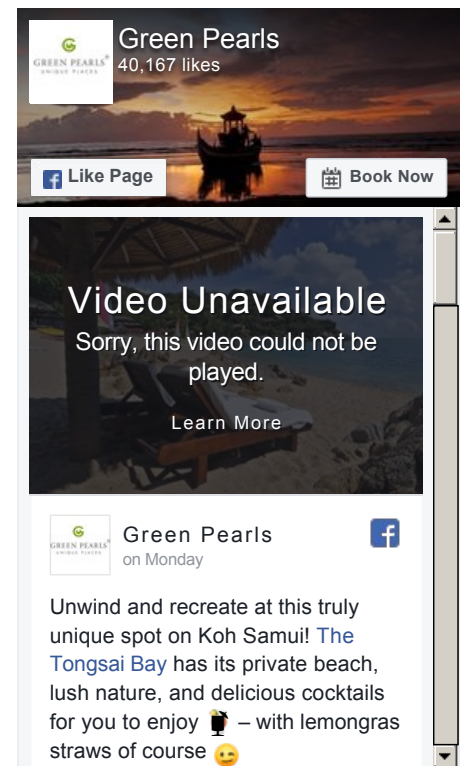 Green Pearls
GREEN PEARLS®
UNIQUE PLACES
40,167 likes
Like Page
Book Now
Video Unavailable
Sorry, this video could not be
played.
Learn More
GREEN PEARLS®
UNIQUE PLACES
Green Pearls
on Monday
Unwind and recreate at this truly
unique spot on Koh Samui! The
Tongsai Bay has its private beach,
lush nature, and delicious cocktails
for you to enjoy 🍹 – with lemongras
straws of course 😉